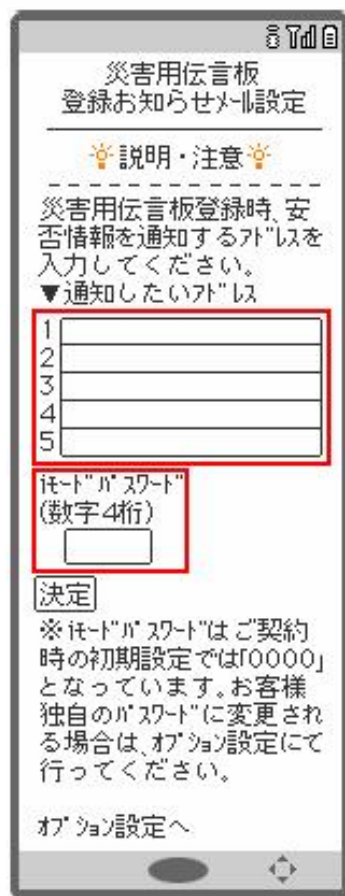 災害用伝言板
登録お知らせﾒｰﾙ設定
説明・注意
災害用伝言板登録時、安
否情報を通知するｱﾄﾞﾚｽを
入力してください。
▼通知したいｱﾄﾞﾚｽ
1
2
3
4
5
iﾓｰﾄﾞﾊﾟｽﾜｰﾄﾞ
(数字4桁)
決定
※iﾓｰﾄﾞﾊﾟｽﾜｰﾄﾞはご契約
時の初期設定では｢0000｣
となっています。お客様
独自のﾊﾟｽﾜｰﾄﾞに変更され
る場合は、ｵﾌﾟｼｮﾝ設定にて
行ってください。
ｵﾌﾟｼｮﾝ設定へ